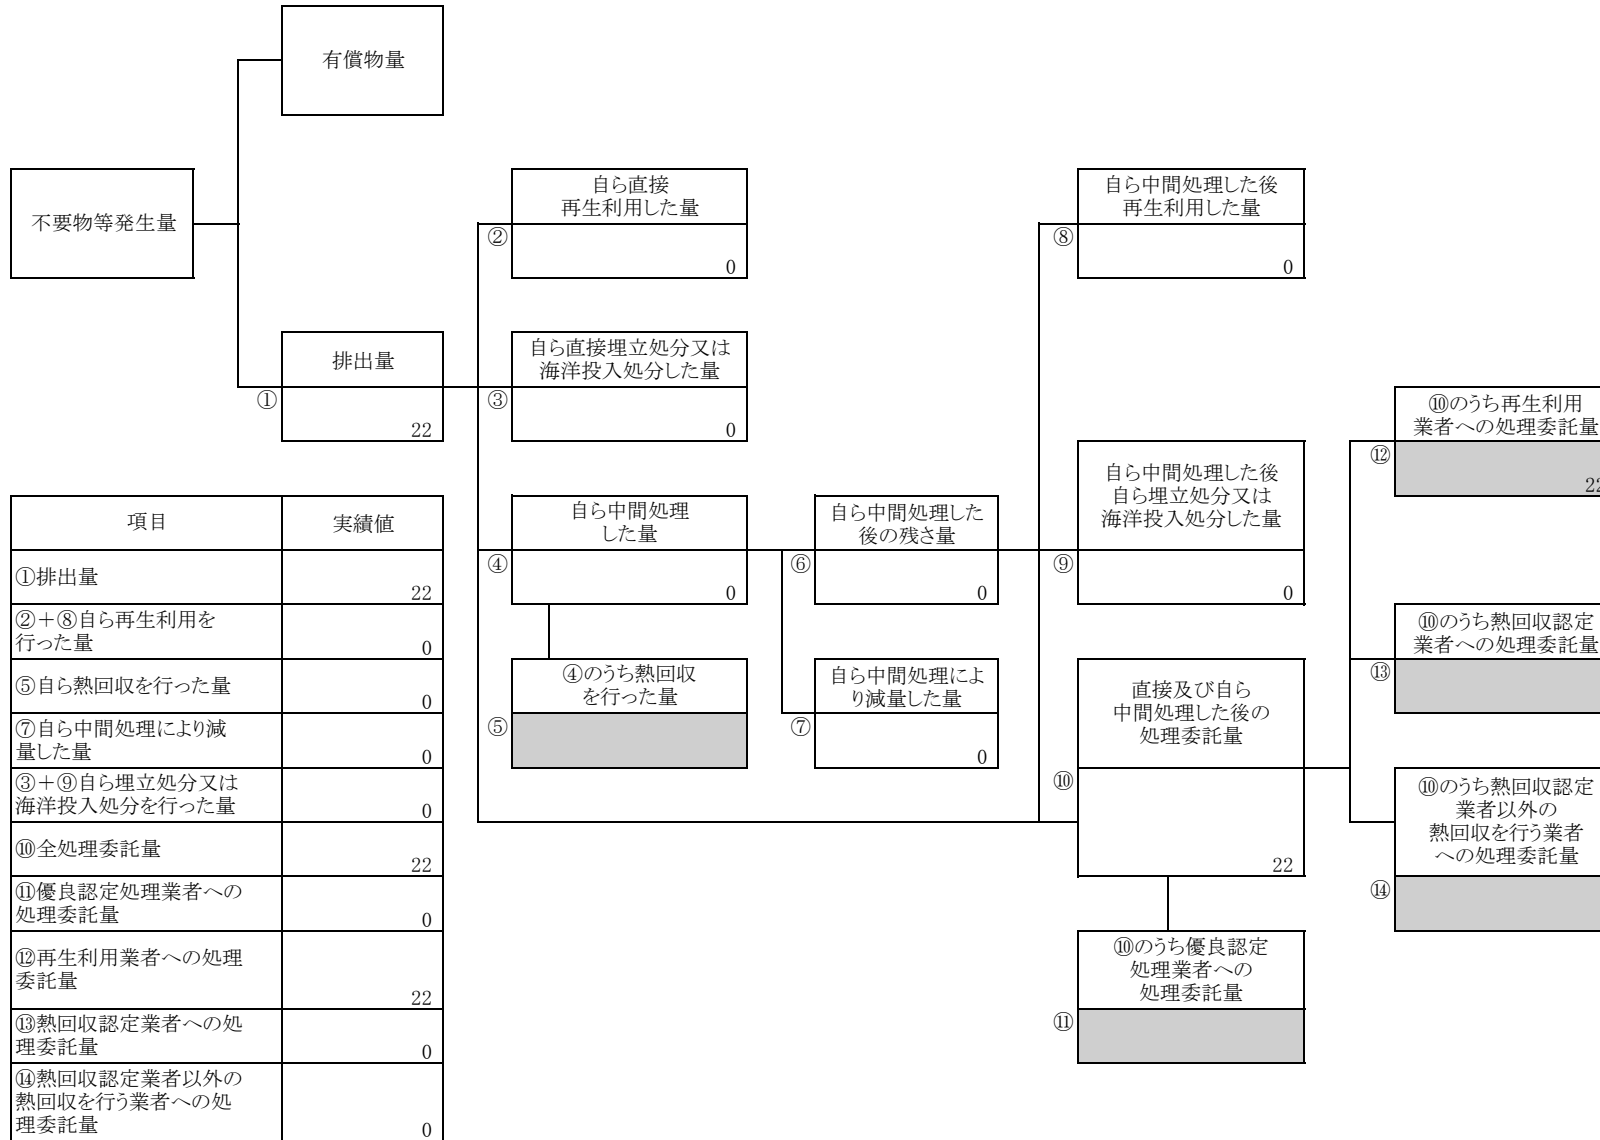 有償物量
不要物等発生量
自ら直接
再生利用した量
②
0
自ら中間処理した後
再生利用した量
⑧
0
排出量
①
22
自ら直接埋立処分又は
海洋投入処分した量
③
0
⑩のうち再生利用
業者への処理委託量
⑫
22
自ら中間処理した後
自ら埋立処分又は
海洋投入処分した量
⑨
0
自ら中間処理
した量
④
0
自ら中間処理した
後の残さ量
⑥
0
④のうち熱回収
を行った量
⑤
自ら中間処理によ
り減量した量
⑦
0
直接及び自ら
中間処理した後の
処理委託量
⑩
22
⑩のうち熱回収認定
業者への処理委託量
⑬
⑩のうち熱回収認定
業者以外の
熱回収を行う業者
への処理委託量
⑭
⑩のうち優良認定
処理業者への
処理委託量
⑪
項目 実績値
①排出量
22
②+⑧自ら再生利用を
行った量
0
⑤自ら熱回収を行った量
0
⑦自ら中間処理により減
量した量
0
③+⑨自ら埋立処分又は
海洋投入処分を行った量
0
⑩全処理委託量
22
⑪優良認定処理業者への
処理委託量
0
⑫再生利用業者への処理
委託量
22
⑬熱回収認定業者への処
理委託量
0
⑭熱回収認定業者以外の
熱回収を行う業者への処
理委託量
0